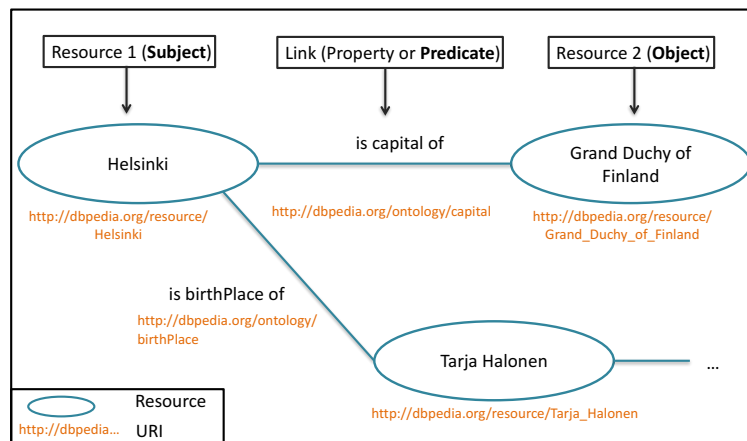 Resource 1 (Subject)
Link (Property or Predicate)
Resource 2 (Object)
Helsinki
is capital of
Grand Duchy of
Finland
http://dbpedia.org/resource/
Helsinki
http://dbpedia.org/ontology/capital
http://dbpedia.org/resource/
Grand_Duchy_of_Finland
is birthPlace of
http://dbpedia.org/ontology/
birthPlace
Tarja Halonen
...
http://dbpedia.org/resource/Tarja_Halonen
Resource
http://dbpedia... URI